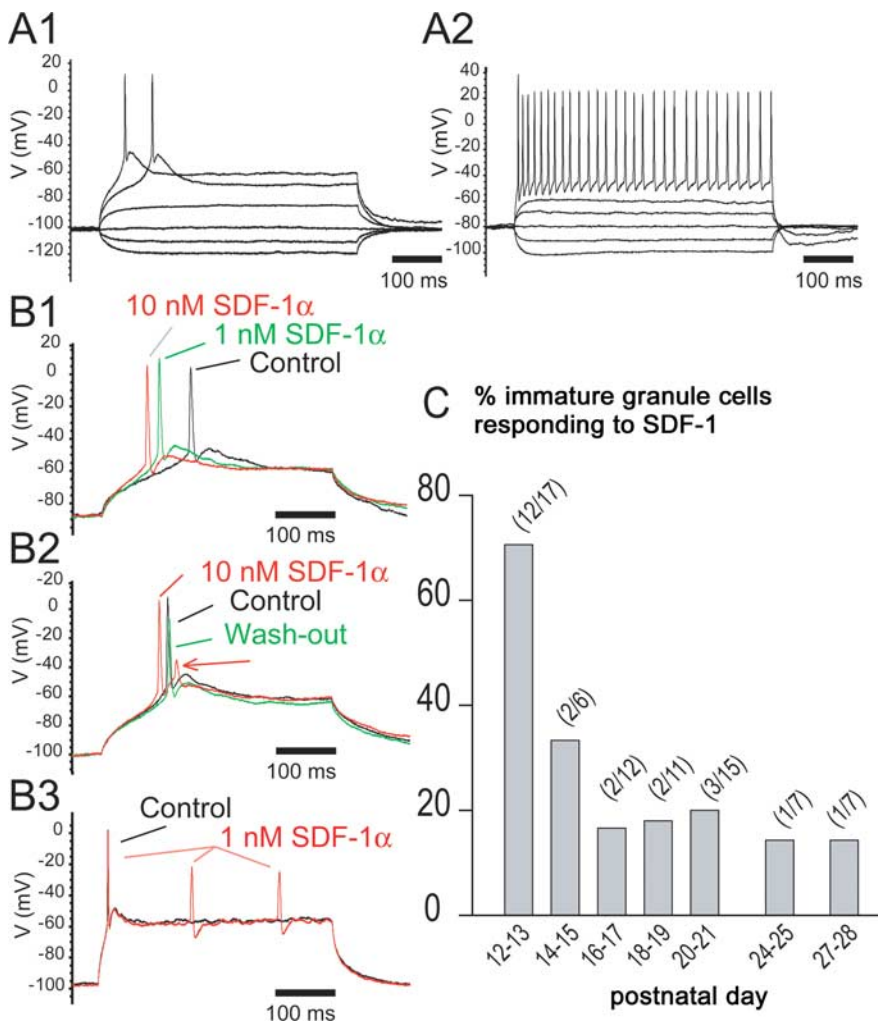 A1
20
0
-20
-40
-60
-80
-100
-120
V (mV)
100 ms
A2
40
20
0
-20
-40
-60
-80
-100
V (mV)
100 ms
B1
10 nM SDF-1α
1 nM SDF-1α
Control
20
0
-20
-40
-60
-80
V (mV)
100 ms
B2
10 nM SDF-1α
Control
Wash-out
-20
0
-20
-40
-60
-80
-100
V (mV)
100 ms
B3
Control
1 nM SDF-1α
0
-20
-40
-60
-80
-100
V (mV)
100 ms
C
% immature granule cells
responding to SDF-1
80
60
40
20
0
(12/17)
(2/6)
(2/12)
(2/11)
(3/15)
(1/7)
(1/7)
12-13
14-15
16-17
18-19
20-21
24-25
27-28
postnatal day